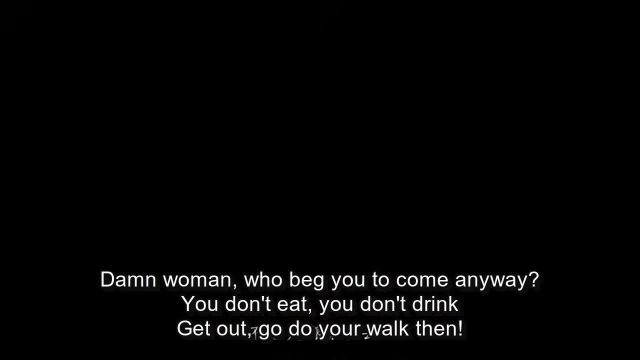 Damn woman, who beg you to come anyway?
You don't eat, you don't drink
Get out, go do your walk then!